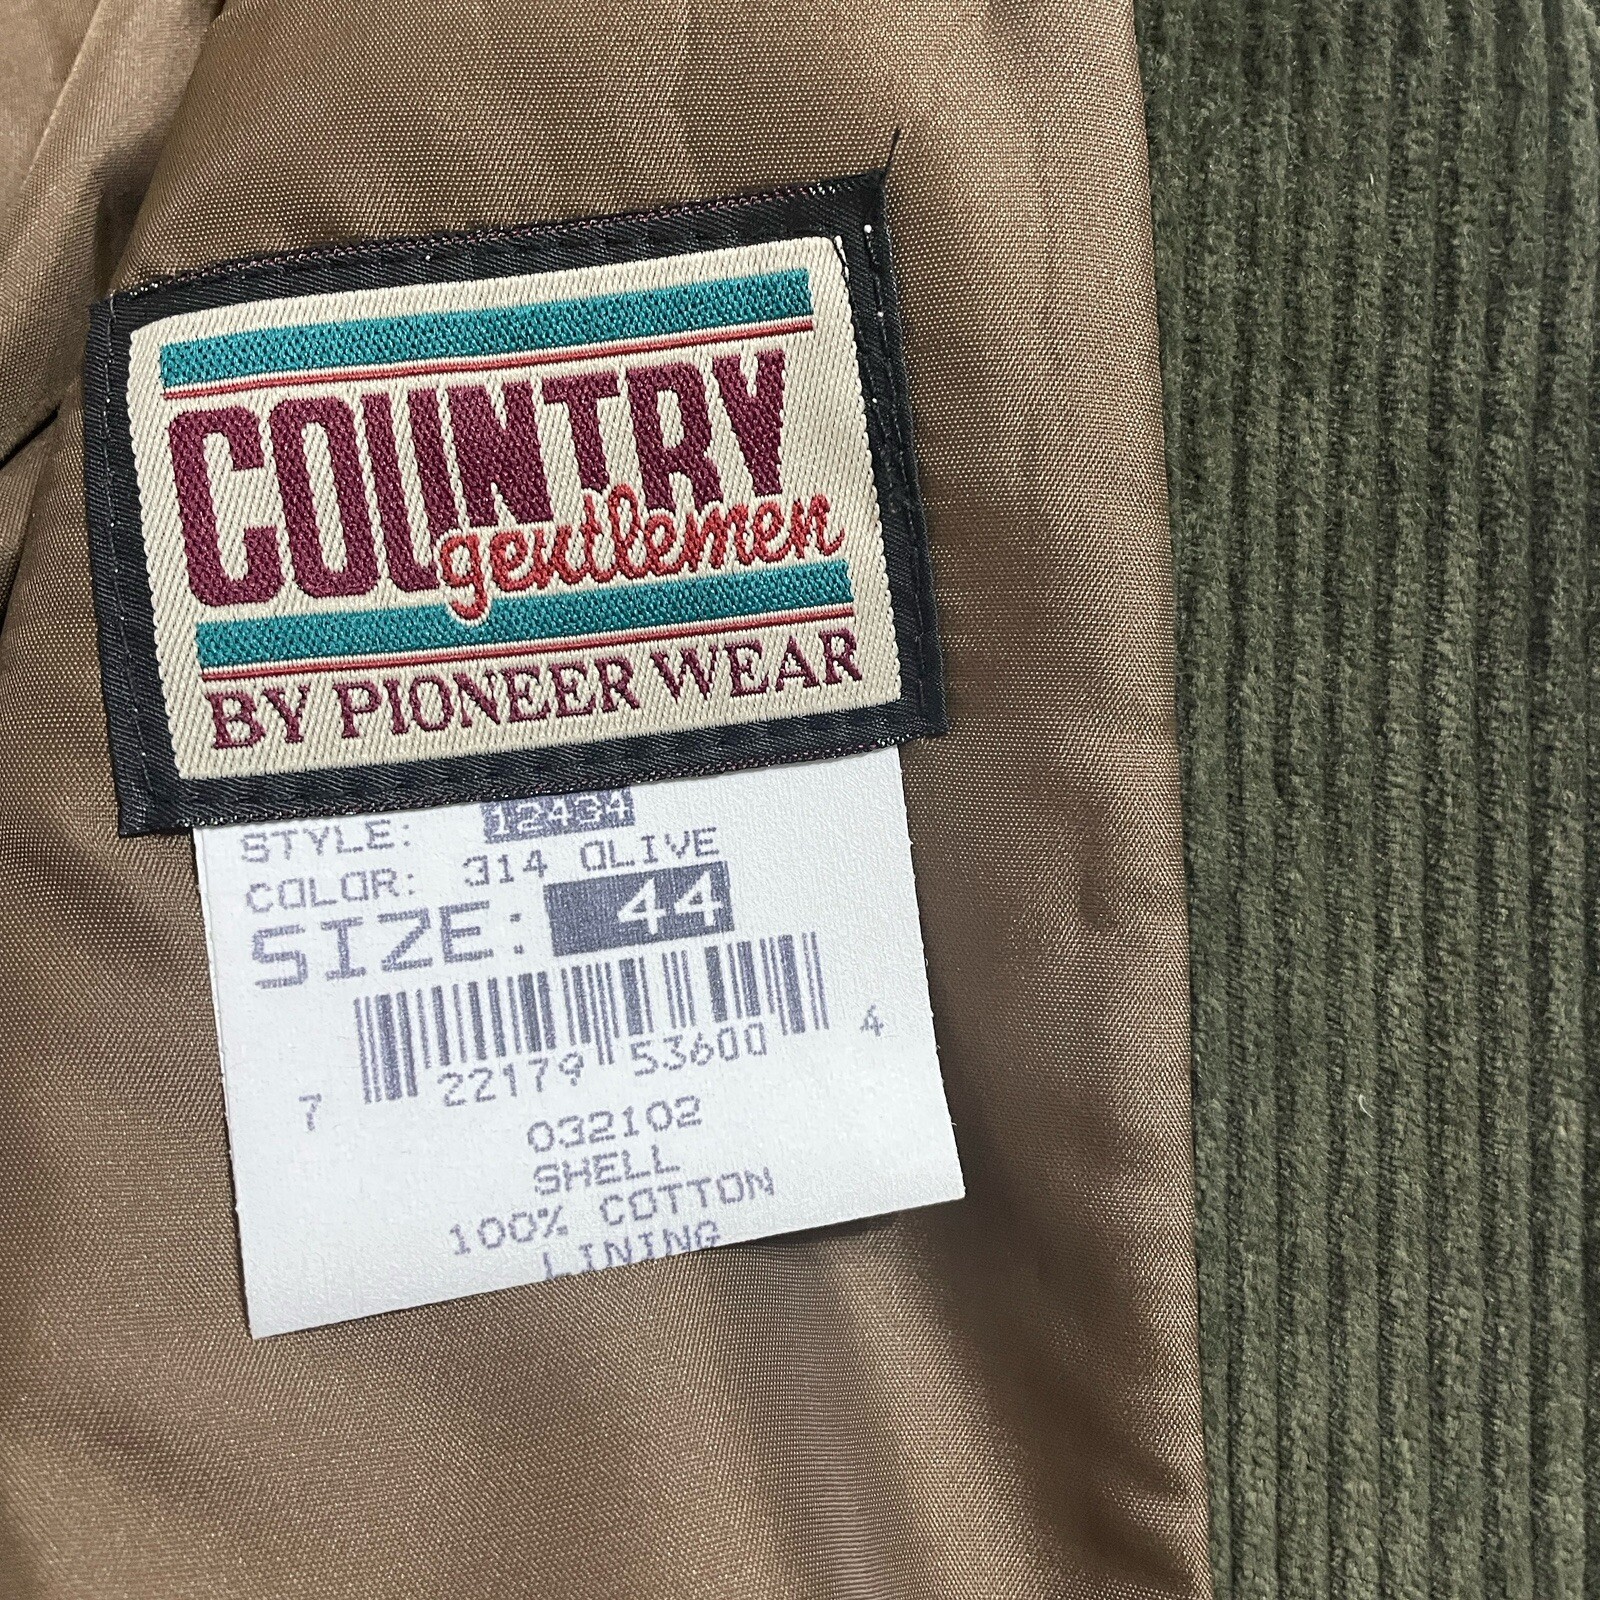 COUNTRY
gentlemen
BY PIONEER WEAR
STYLE: 12434
COLOR: 314 OLIVE
SIZE: 44
7 22179 53600 4
032102
SHELL
100% COTTON
LINING